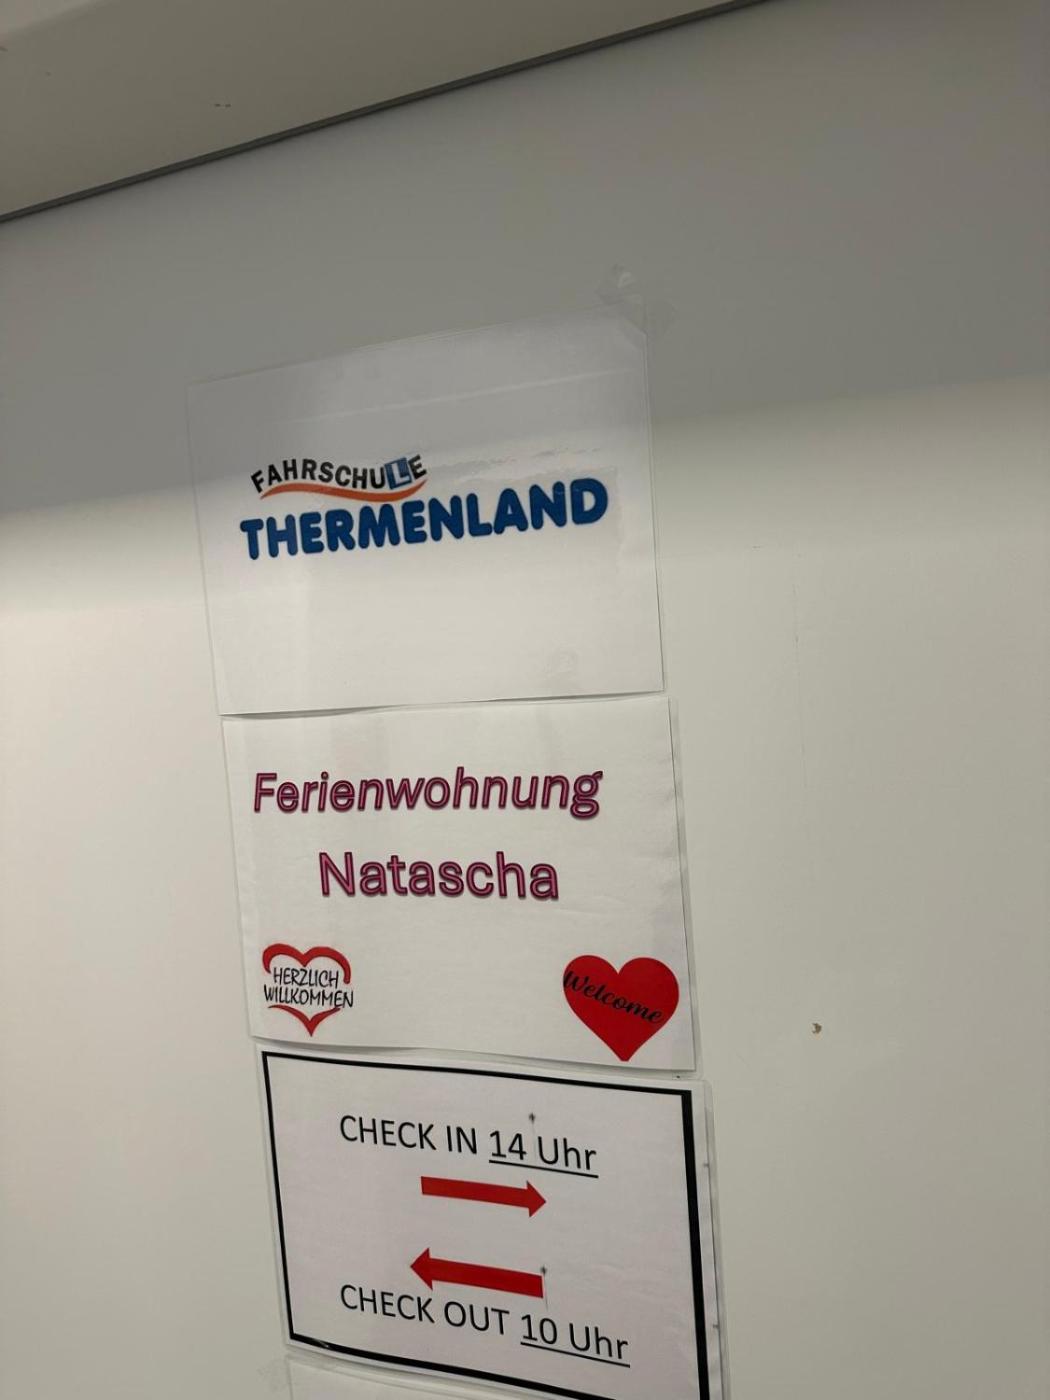 FAHRSCHULE
THERMENLAND
Ferienwohnung
Natascha
HERZLICH
WILLKOMMEN
Welcome
CHECK IN 14 Uhr
CHECK OUT 10 Uhr